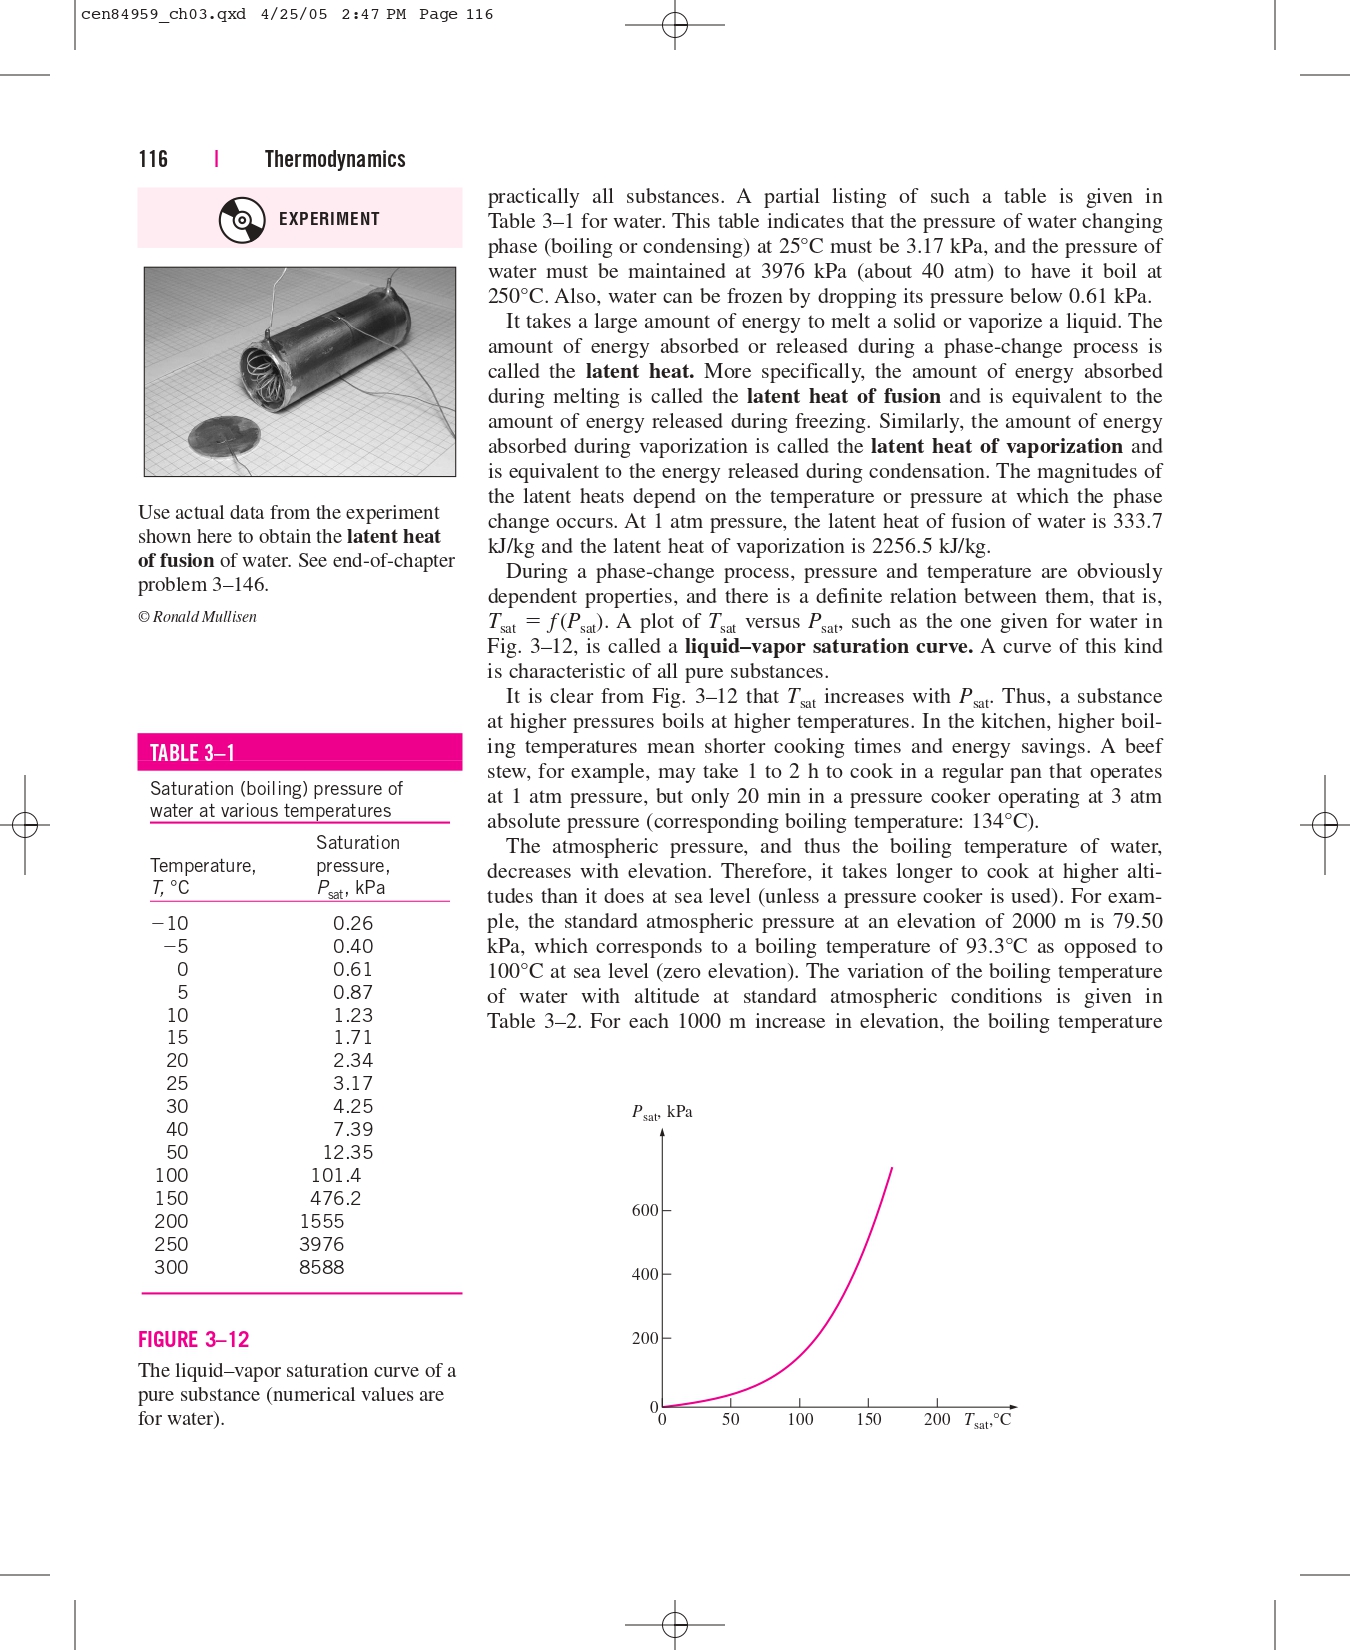 cen84959_ch03.qxd 4/25/05 2:47 PM Page 116
116 | Thermodynamics
EXPERIMENT
Use actual data from the experiment
shown here to obtain the latent heat
of fusion of water. See end-of-chapter
problem 3–146.
© Ronald Mullisen
TABLE 3–1
Saturation (boiling) pressure of
water at various temperatures
Saturation
Temperature, pressure,
T, °C Psat, kPa
−10 0.26
−5 0.40
0 0.61
5 0.87
10 1.23
15 1.71
20 2.34
25 3.17
30 4.25
40 7.39
50 12.35
100 101.4
150 476.2
200 1555
250 3976
300 8588
practically all substances. A partial listing of such a table is given in
Table 3–1 for water. This table indicates that the pressure of water changing
phase (boiling or condensing) at 25°C must be 3.17 kPa, and the pressure of
water must be maintained at 3976 kPa (about 40 atm) to have it boil at
250°C. Also, water can be frozen by dropping its pressure below 0.61 kPa.
It takes a large amount of energy to melt a solid or vaporize a liquid. The
amount of energy absorbed or released during a phase-change process is
called the latent heat. More specifically, the amount of energy absorbed
during melting is called the latent heat of fusion and is equivalent to the
amount of energy released during freezing. Similarly, the amount of energy
absorbed during vaporization is called the latent heat of vaporization and
is equivalent to the energy released during condensation. The magnitudes of
the latent heats depend on the temperature or pressure at which the phase
change occurs. At 1 atm pressure, the latent heat of fusion of water is 333.7
kJ/kg and the latent heat of vaporization is 2256.5 kJ/kg.
During a phase-change process, pressure and temperature are obviously
dependent properties, and there is a definite relation between them, that is,
Tsat = f(Psat). A plot of Tsat versus Psat, such as the one given for water in
Fig. 3–12, is called a liquid–vapor saturation curve. A curve of this kind
is characteristic of all pure substances.
It is clear from Fig. 3–12 that Tsat increases with Psat. Thus, a substance
at higher pressures boils at higher temperatures. In the kitchen, higher boil-
ing temperatures mean shorter cooking times and energy savings. A beef
stew, for example, may take 1 to 2 h to cook in a regular pan that operates
at 1 atm pressure, but only 20 min in a pressure cooker operating at 3 atm
absolute pressure (corresponding boiling temperature: 134°C).
The atmospheric pressure, and thus the boiling temperature of water,
decreases with elevation. Therefore, it takes longer to cook at higher alti-
tudes than it does at sea level (unless a pressure cooker is used). For exam-
ple, the standard atmospheric pressure at an elevation of 2000 m is 79.50
kPa, which corresponds to a boiling temperature of 93.3°C as opposed to
100°C at sea level (zero elevation). The variation of the boiling temperature
of water with altitude at standard atmospheric conditions is given in
Table 3–2. For each 1000 m increase in elevation, the boiling temperature
Psat, kPa
600
400
200
0
0 50 100 150 200 Tsat,°C
FIGURE 3–12
The liquid–vapor saturation curve of a
pure substance (numerical values are
for water).